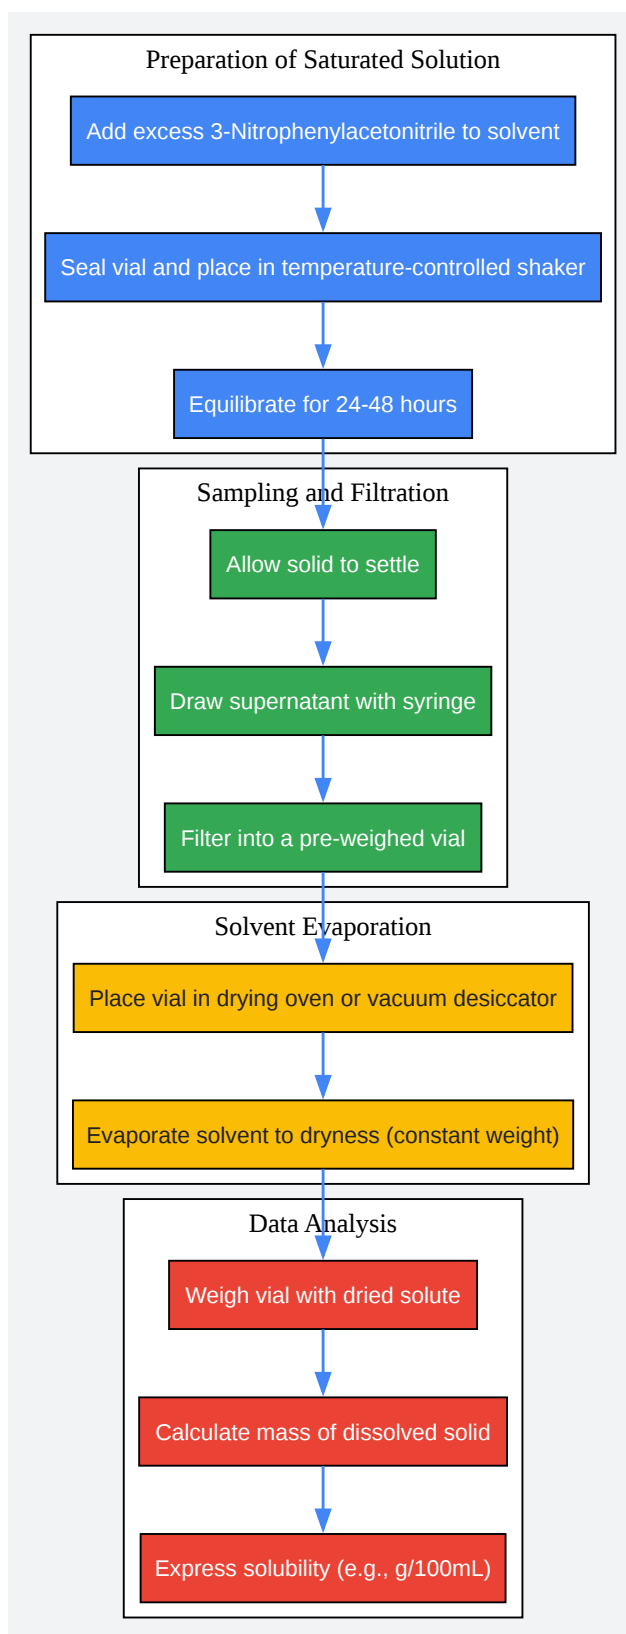 Preparation of Saturated Solution
Add excess 3-Nitrophenylacetonitrile to solvent
Seal vial and place in temperature-controlled shaker
Equilibrate for 24-48 hours
Sampling and Filtration
Allow solid to settle
Draw supernatant with syringe
Filter into a pre-weighed vial
Solvent Evaporation
Place vial in drying oven or vacuum desiccator
Evaporate solvent to dryness (constant weight)
Data Analysis
Weigh vial with dried solute
Calculate mass of dissolved solid
Express solubility (e.g., g/100mL)